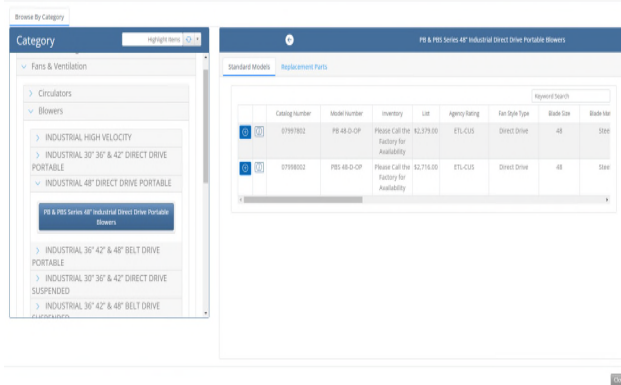 Browse By Category
Category
Highlight Items
Fans & Ventilation
Circulators
Blowers
INDUSTRIAL HIGH VELOCITY
INDUSTRIAL 30" 36" & 42" DIRECT DRIVE
PORTABLE
INDUSTRIAL 48" DIRECT DRIVE PORTABLE
PB & PBS Series 48" Industrial Direct Drive Portable
Blowers
INDUSTRIAL 36" 42" & 48" BELT DRIVE
PORTABLE
INDUSTRIAL 30" 36" & 42" DIRECT DRIVE
SUSPENDED
INDUSTRIAL 36" 42" & 48" BELT DRIVE
SUSPENDED
PB & PBS Series 48" Industrial Direct Drive Portable Blowers
Standard Models Replacement Parts
Keyword Search
Catalog Number Model Number Inventory List Agency Rating Fan Style Type Blade Size Blade Mat
07997802 PB 48-D-OP Please Call the $2,379.00 ETL-CUS Direct Drive 48 Stee
Factory for
Availability
07998002 PBS 48-D-OP Please Call the $2,716.00 ETL-CUS Direct Drive 48 Steel
Factory for
Availability